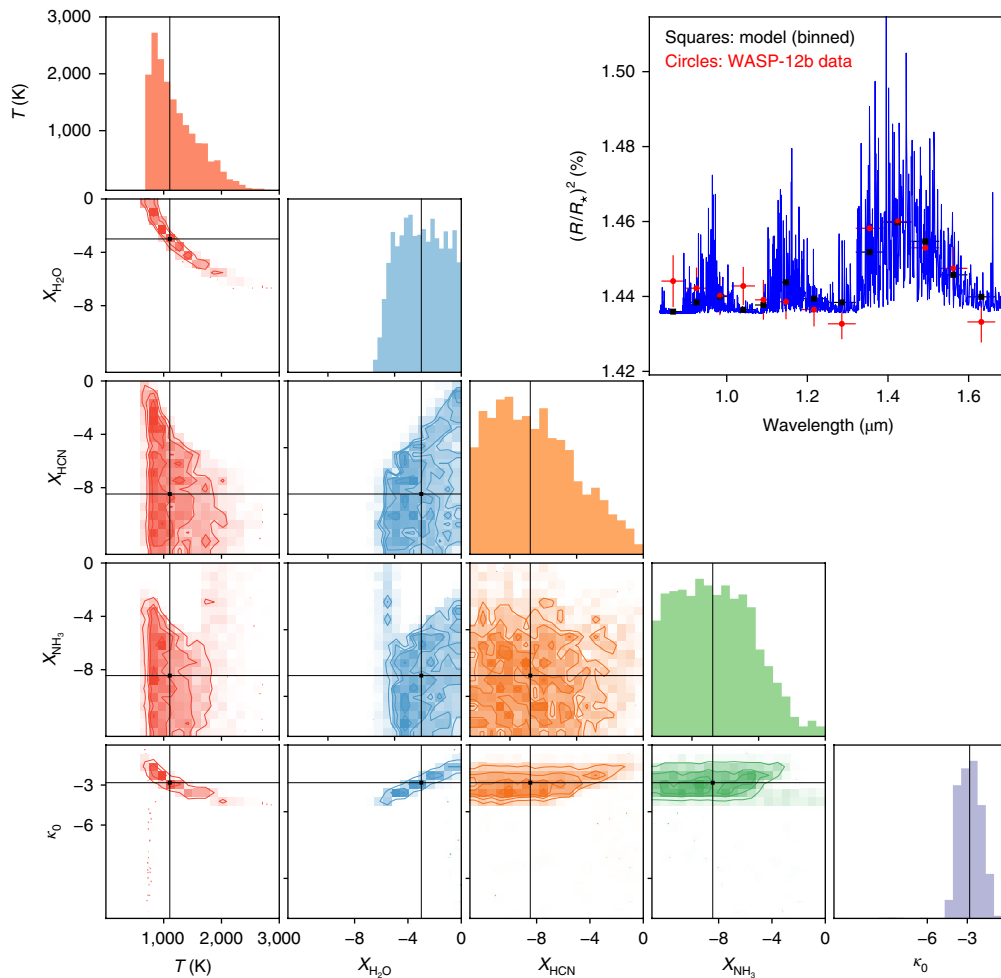 3,000
2,000
1,000
T (K)
Squares: model (binned)
Circles: WASP-12b data
1.50
1.48
1.46
1.44
1.42
(R/R⋆)² (%)
1.0 1.2 1.4 1.6
Wavelength (μm)
0
−4
−8
X_H₂O
0
−4
−8
X_HCN
0
−4
−8
X_NH₃
−3
−6
κ₀
1,000 2,000 3,000 −8 −4 0 −8 −4 0 −8 −4 0 −6 −3
T (K) X_H₂O X_HCN X_NH₃ κ₀